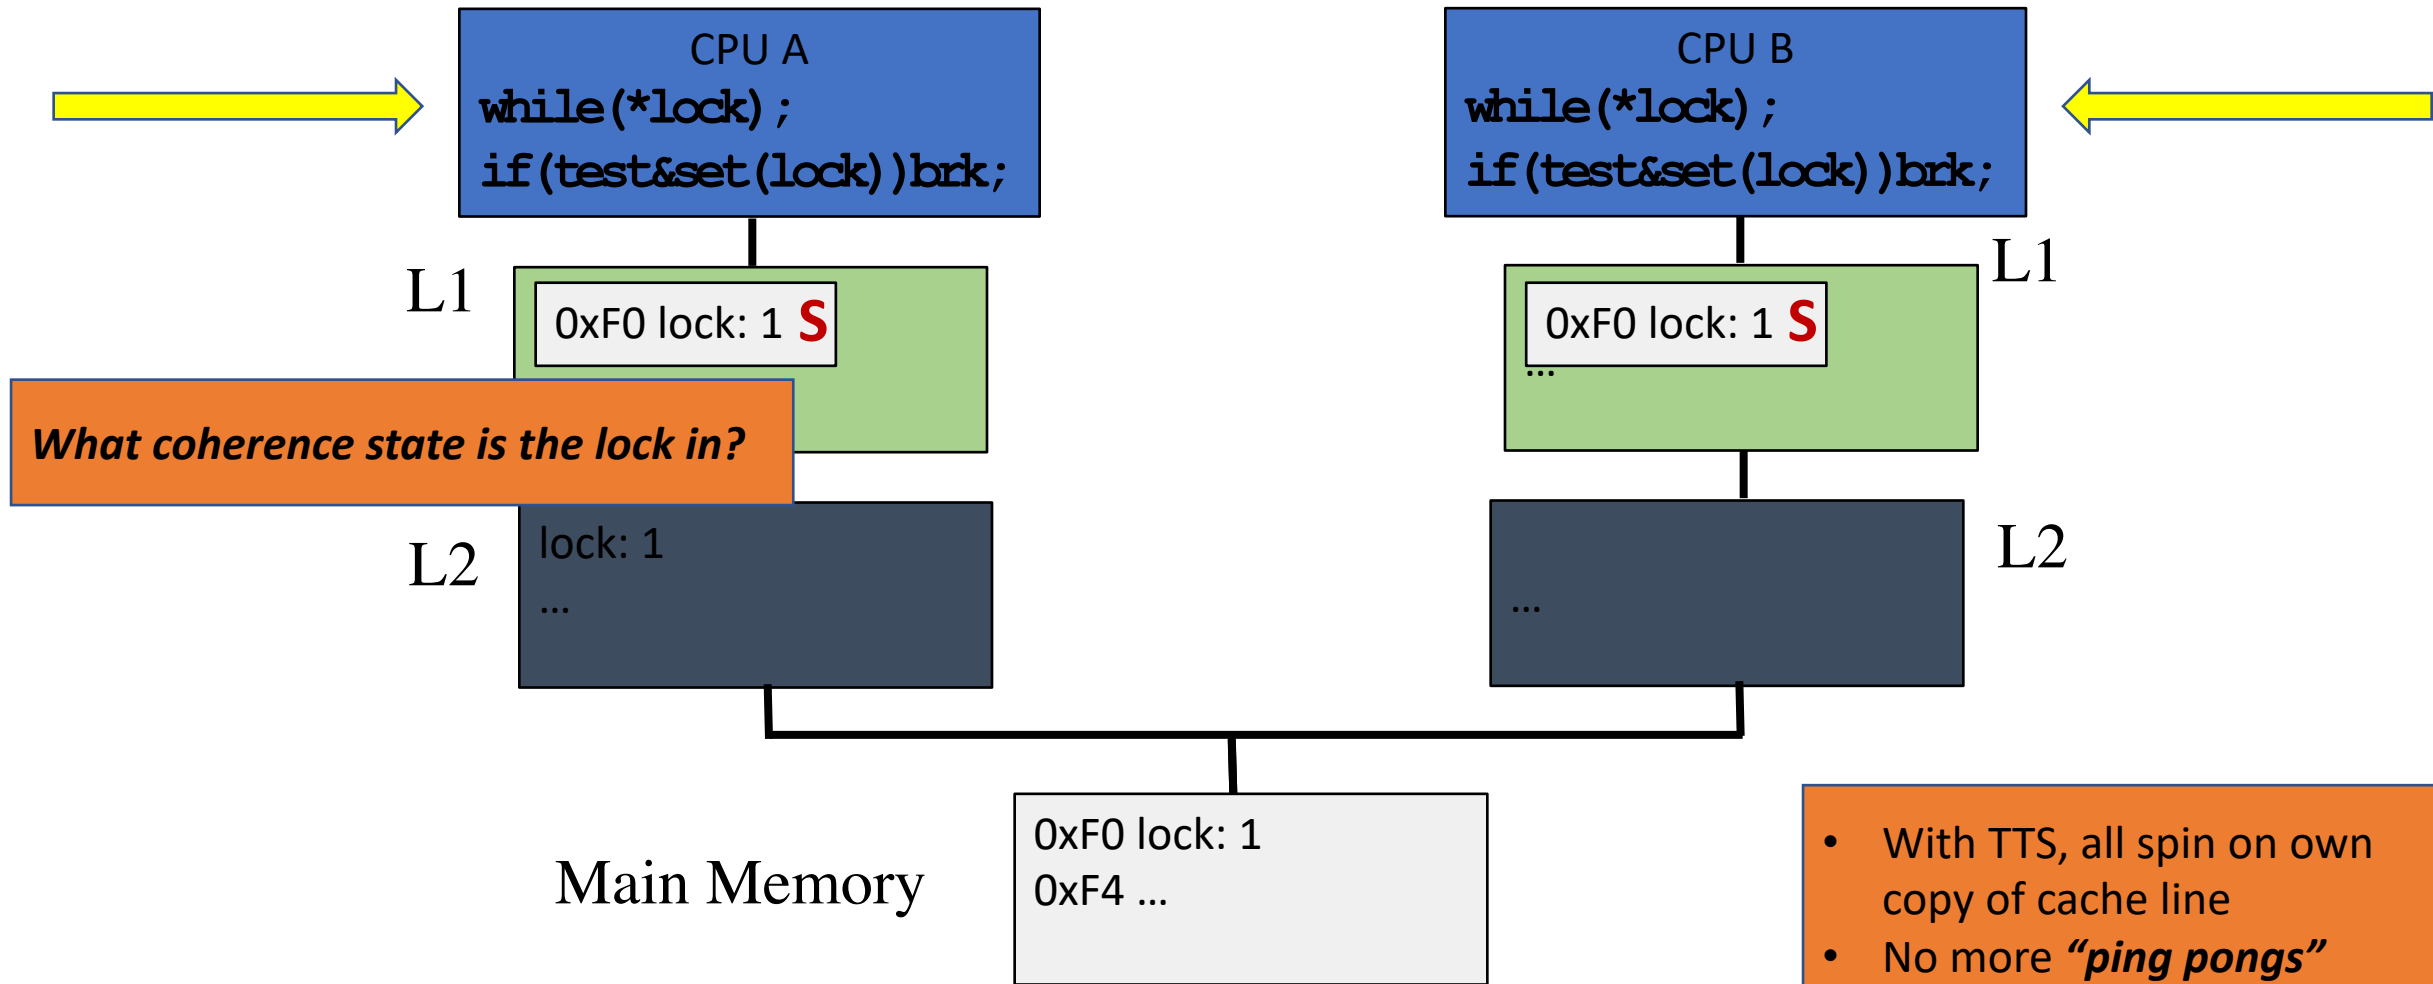 CPU A
while(*lock);
if(test&set(lock))brk;
CPU B
while(*lock);
if(test&set(lock))brk;
L1
0xF0 lock: 1 S
L1
0xF0 lock: 1 S
...
What coherence state is the lock in?
L2
lock: 1
...
L2
...
Main Memory
0xF0 lock: 1
0xF4 ...
• With TTS, all spin on own
copy of cache line
• No more “ping pongs”